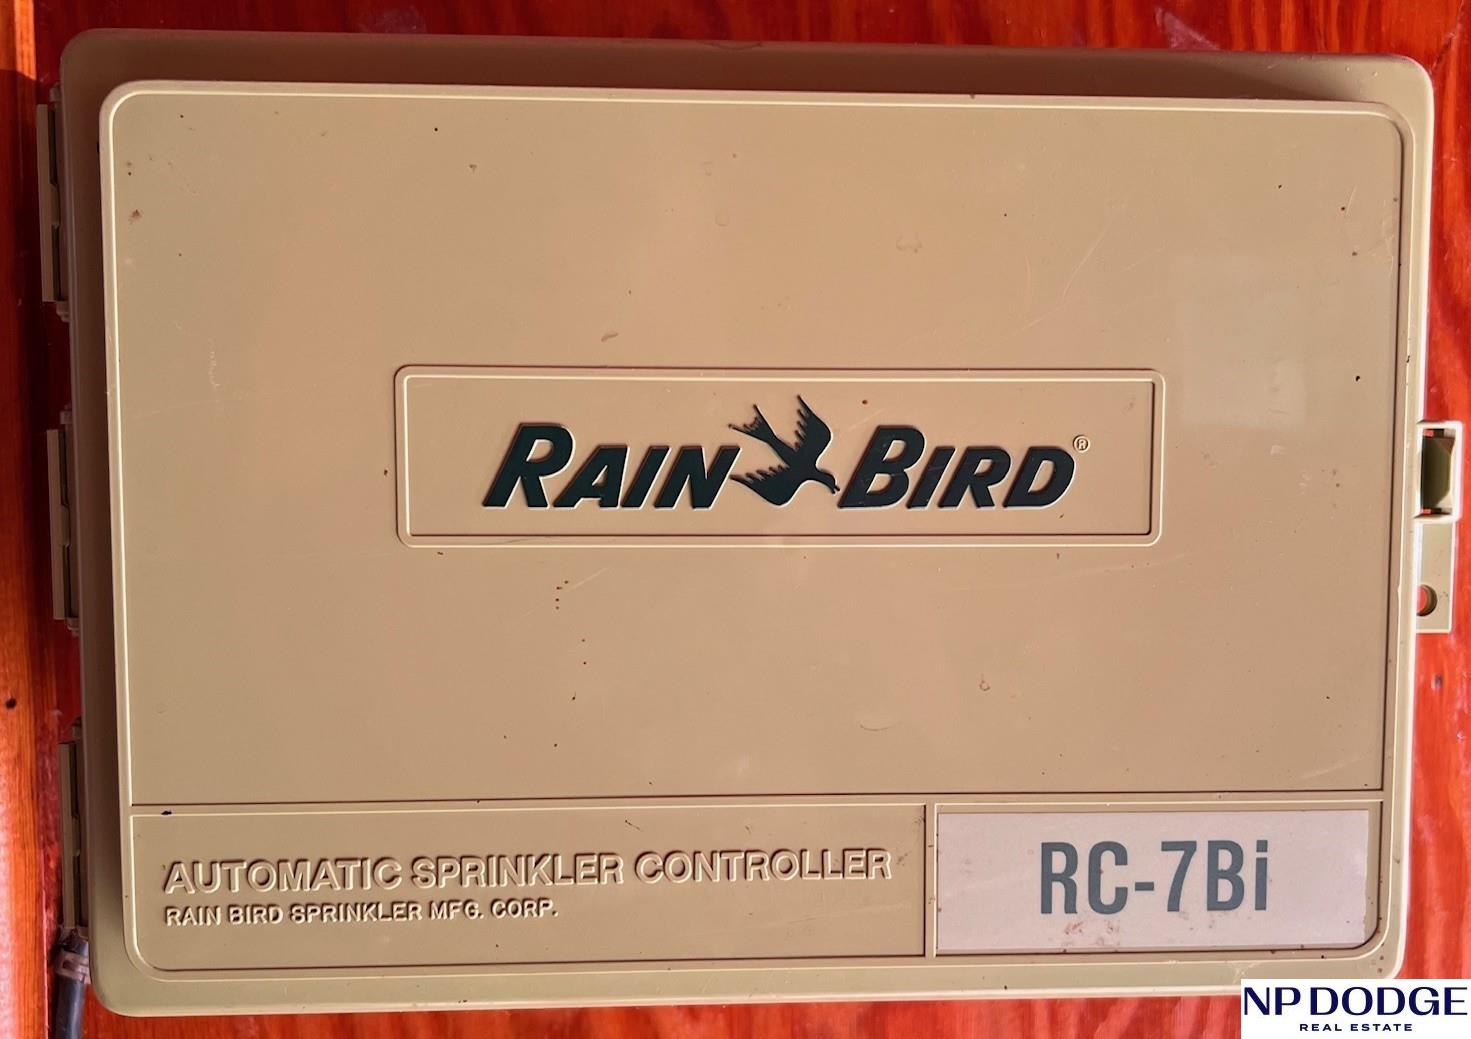 RAIN BIRD®
AUTOMATIC SPRINKLER CONTROLLER
RAIN BIRD SPRINKLER MFG. CORP.
RC-7Bi
NP DODGE
REAL ESTATE